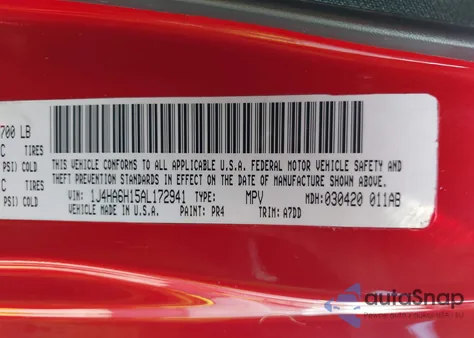 700 LB
C TIRES
PSI) COLD
C TIRES
PSI) COLD
THIS VEHICLE CONFORMS TO ALL APPLICABLE U.S.A. FEDERAL MOTOR VEHICLE SAFETY AND
THEFT PREVENTION STANDARDS IN EFFECT ON THE DATE OF MANUFACTURE SHOWN ABOVE.
VIN: 1J4HA6H15AL172941 TYPE: MPV MDH: 030420 011AB
VEHICLE MADE IN U.S.A. PAINT: PR4 TRIM: A7DD
autoSnap